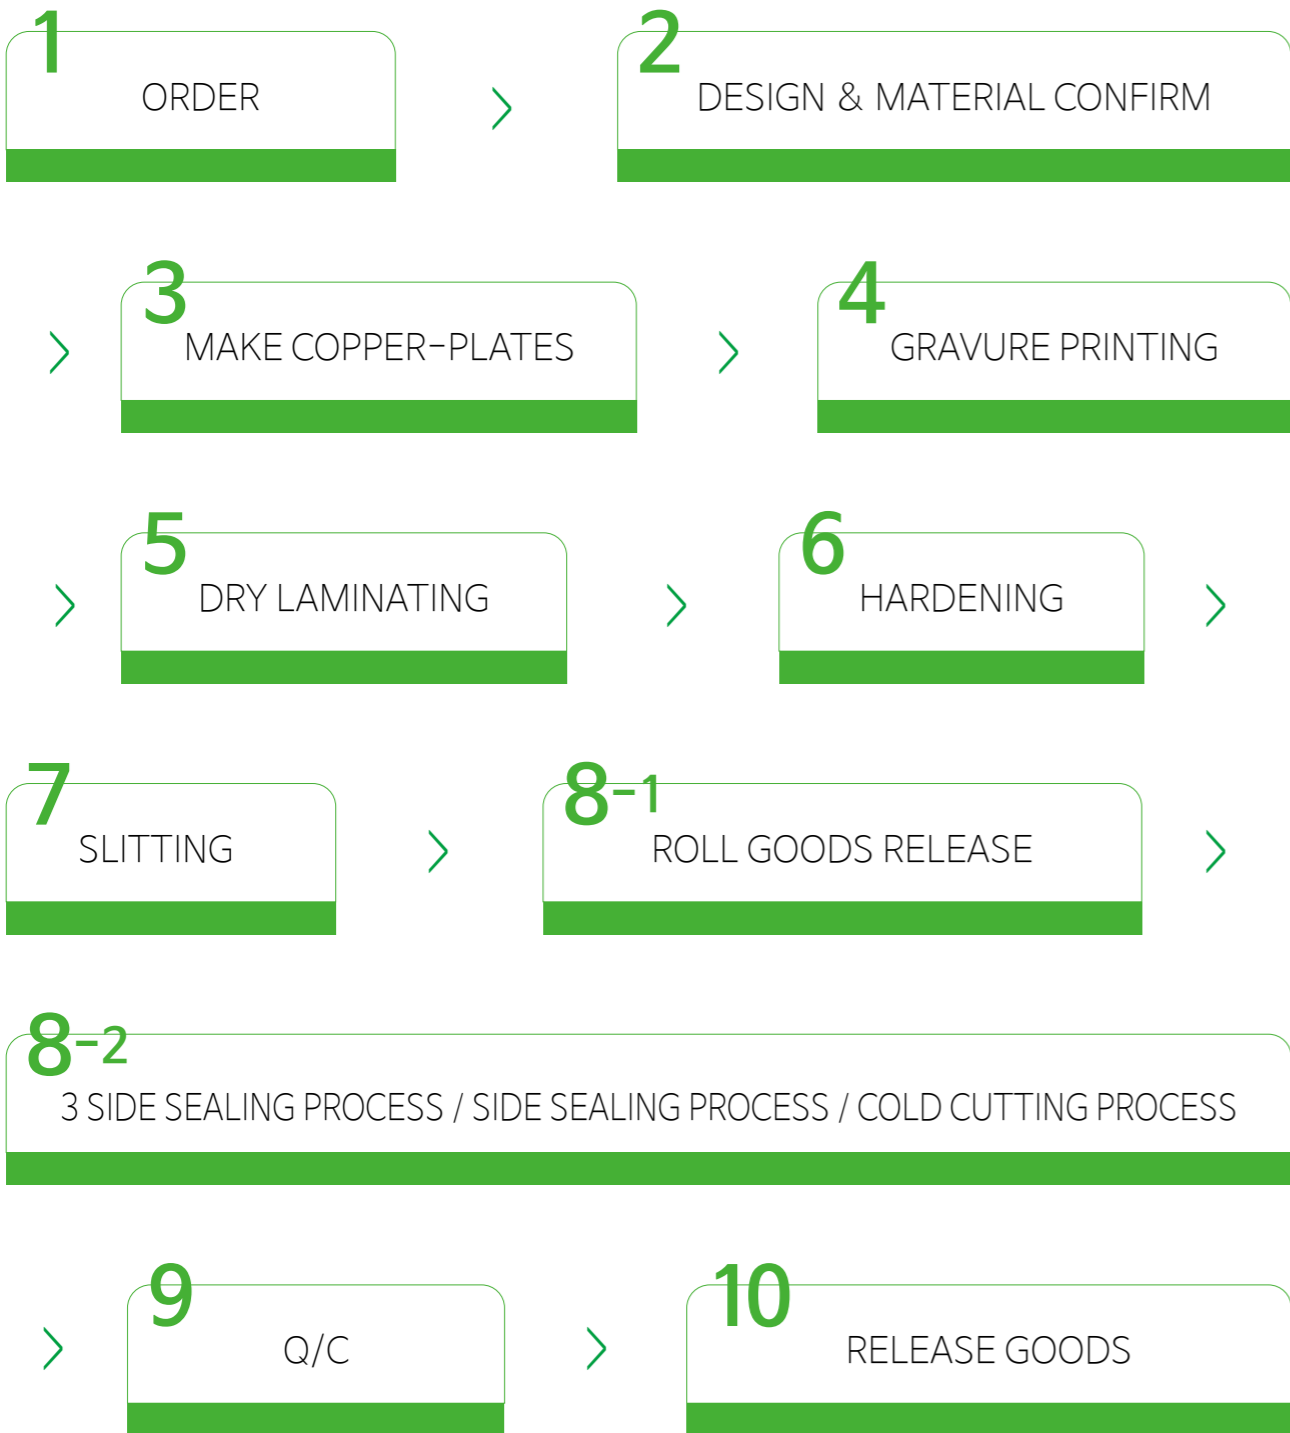 1
ORDER
2
DESIGN & MATERIAL CONFIRM
3
MAKE COPPER-PLATES
4
GRAVURE PRINTING
5
DRY LAMINATING
6
HARDENING
7
SLITTING
8-1
ROLL GOODS RELEASE
8-2
3 SIDE SEALING PROCESS / SIDE SEALING PROCESS / COLD CUTTING PROCESS
9
Q/C
10
RELEASE GOODS